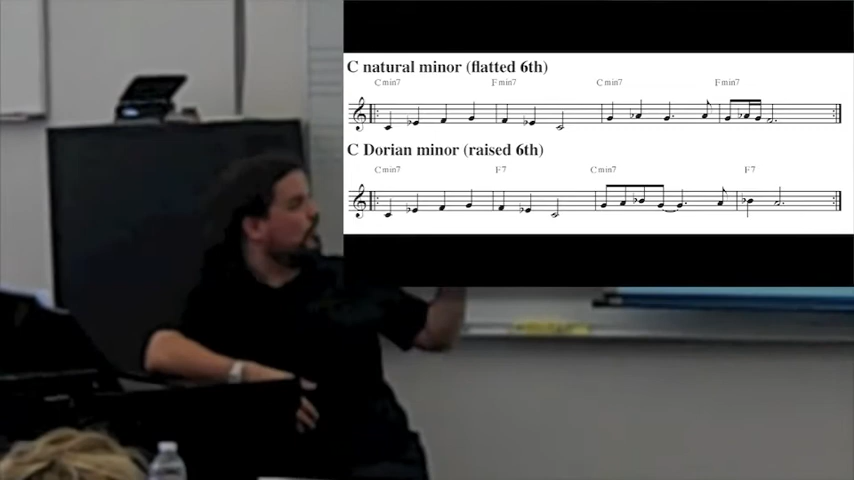 C natural minor (flatted 6th)
Cmin7 Fmin7 Cmin7 Fmin7
C Dorian minor (raised 6th)
Cmin7 F7 Cmin7 F7